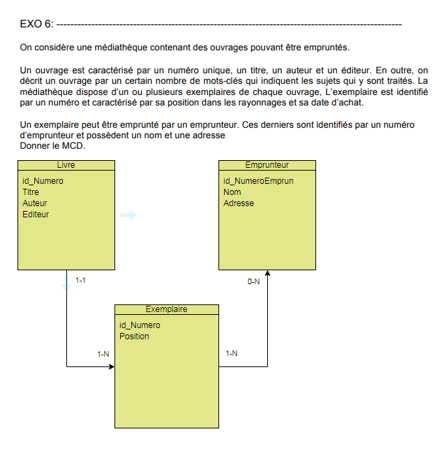 EXO 6: ----------------------------------------------------------------------------------------------------
On considère une médiathèque contenant des ouvrages pouvant être empruntés.
Un ouvrage est caractérisé par un numéro unique, un titre, un auteur et un éditeur. En outre, on
décrit un ouvrage par un certain nombre de mots-clés qui indiquent les sujets qui y sont traités. La
médiathèque dispose d'un ou plusieurs exemplaires de chaque ouvrage, L'exemplaire est identifié
par un numéro et caractérisé par sa position dans les rayonnages et sa date d'achat.
Un exemplaire peut être emprunté par un emprunteur. Ces derniers sont identifiés par un numéro
d'emprunteur et possèdent un nom et une adresse
Donner le MCD.
Livre
id_Numero
Titre
Auteur
Editeur
Emprunteur
id_NumeroEmprun
Nom
Adresse
1-1
0-N
Exemplaire
id_Numero
Position
1-N
1-N